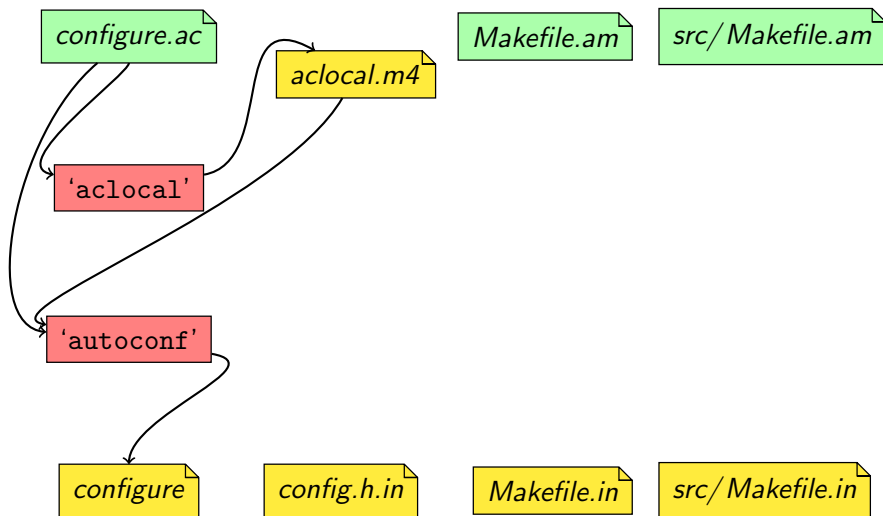 configure.ac
Makefile.am
src/Makefile.am
aclocal.m4
‘aclocal’
‘autoconf’
configure
config.h.in
Makefile.in
src/Makefile.in